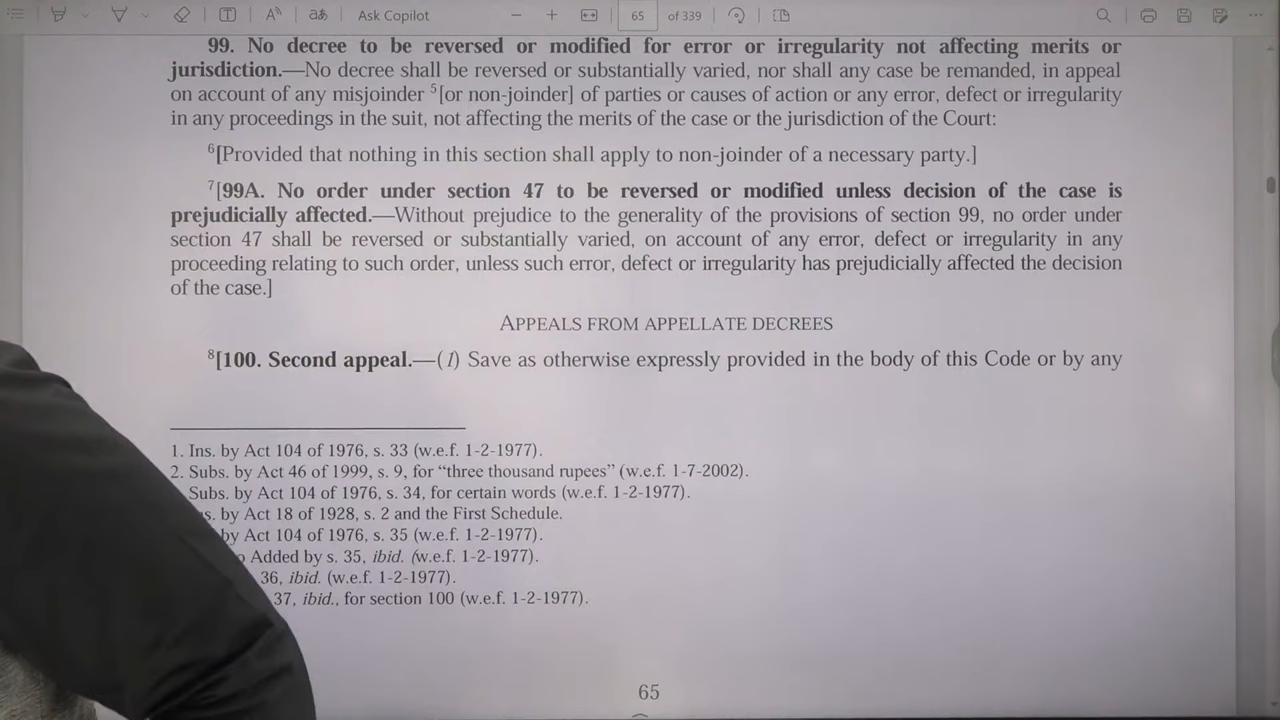 Ask Copilot 65 of 339
99. No decree to be reversed or modified for error or irregularity not affecting merits or
jurisdiction.—No decree shall be reversed or substantially varied, nor shall any case be remanded, in appeal
on account of any misjoinder 5[or non-joinder] of parties or causes of action or any error, defect or irregularity
in any proceedings in the suit, not affecting the merits of the case or the jurisdiction of the Court:
6[Provided that nothing in this section shall apply to non-joinder of a necessary party.]
7[99A. No order under section 47 to be reversed or modified unless decision of the case is
prejudicially affected.—Without prejudice to the generality of the provisions of section 99, no order under
section 47 shall be reversed or substantially varied, on account of any error, defect or irregularity in any
proceeding relating to such order, unless such error, defect or irregularity has prejudicially affected the decision
of the case.]
APPEALS FROM APPELLATE DECREES
8[100. Second appeal.—(1) Save as otherwise expressly provided in the body of this Code or by any
1. Ins. by Act 104 of 1976, s. 33 (w.e.f. 1-2-1977).
2. Subs. by Act 46 of 1999, s. 9, for “three thousand rupees” (w.e.f. 1-7-2002).
Subs. by Act 104 of 1976, s. 34, for certain words (w.e.f. 1-2-1977).
by Act 18 of 1928, s. 2 and the First Schedule.
by Act 104 of 1976, s. 35 (w.e.f. 1-2-1977).
Added by s. 35, ibid. (w.e.f. 1-2-1977).
36, ibid. (w.e.f. 1-2-1977).
37, ibid., for section 100 (w.e.f. 1-2-1977).
65